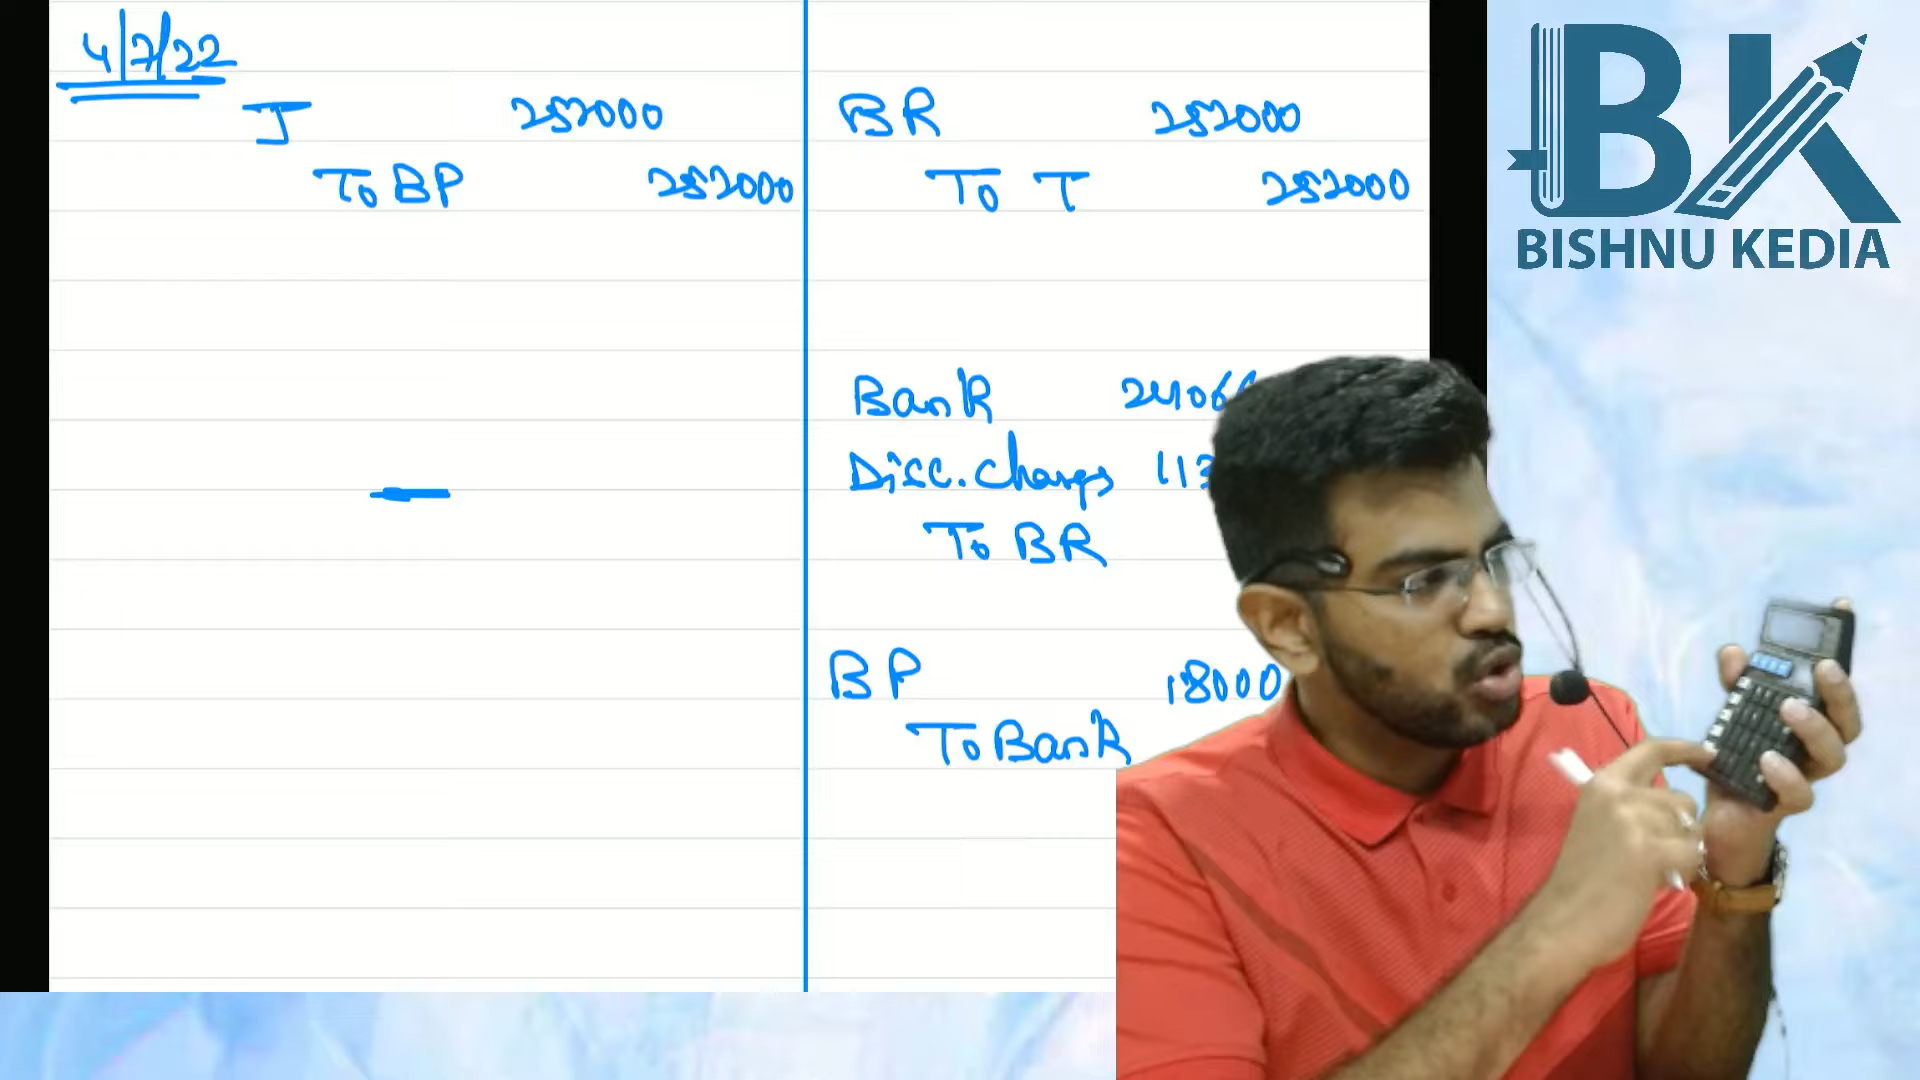 4/7/22
J 252000
To BP 252000
BR 252000
To T 252000
Bank
Disc. Charges
To BR
BP 18000
To Bank
BK
BISHNU KEDIA